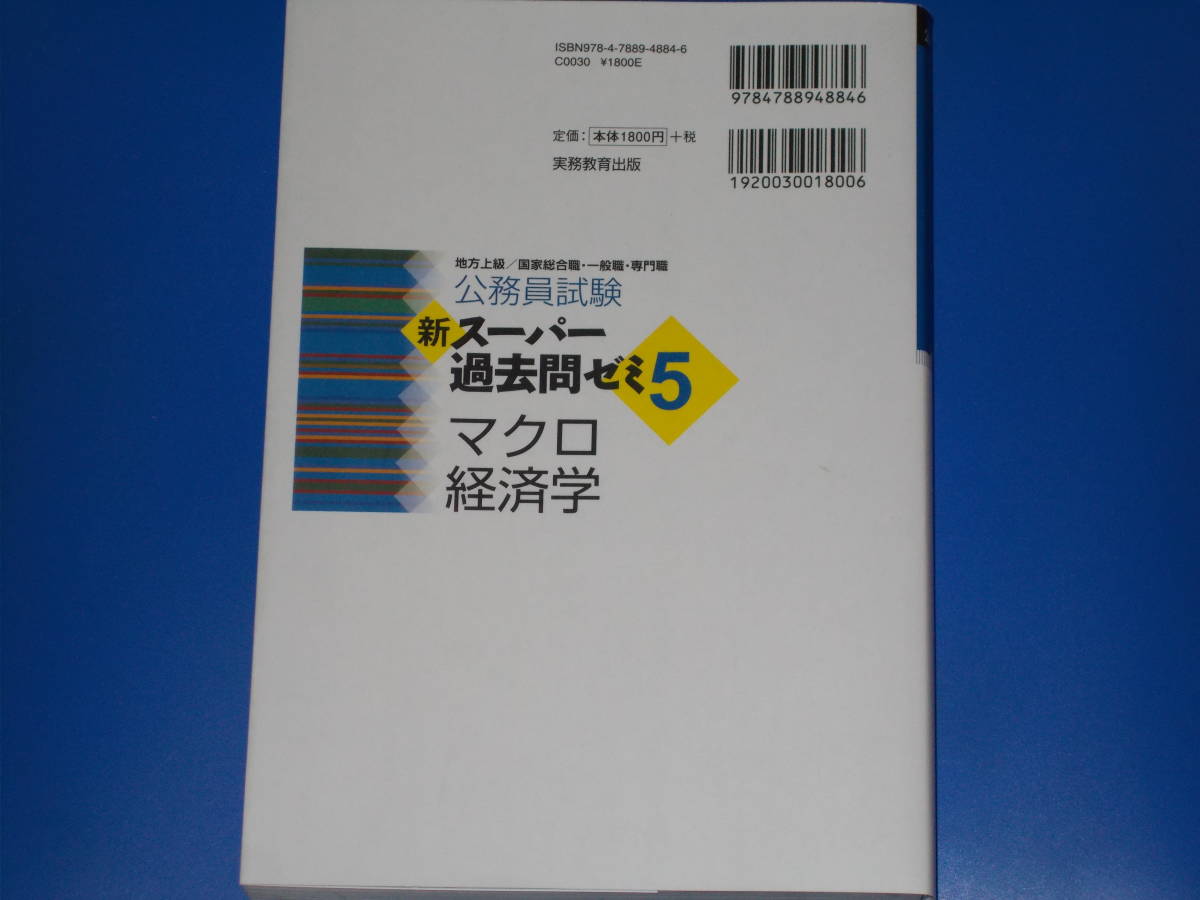 ISBN978-4-7889-4884-6
C0030 ¥1800E
9784788948846
定価：本体1800円+税
実務教育出版
1920030018006
地方上級／国家総合職・一般職・専門職
公務員試験
新スーパー
過去問ゼミ5
マクロ
経済学